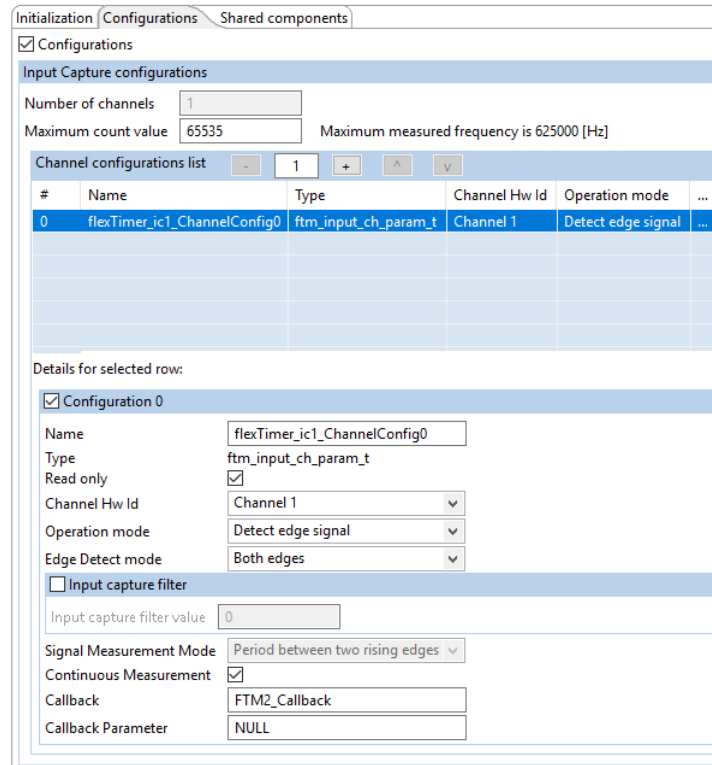 Initialization Configurations Shared components
Configurations
Input Capture configurations
Number of channels 1
Maximum count value 65535 Maximum measured frequency is 625000 [Hz]
Channel configurations list - 1 + ^ v
# Name Type Channel Hw Id Operation mode ...
0 flexTimer_ic1_ChannelConfig0 ftm_input_ch_param_t Channel 1 Detect edge signal ...
Details for selected row:
Configuration 0
Name flexTimer_ic1_ChannelConfig0
Type ftm_input_ch_param_t
Read only
Channel Hw Id Channel 1
Operation mode Detect edge signal
Edge Detect mode Both edges
Input capture filter
Input capture filter value 0
Signal Measurement Mode Period between two rising edges
Continuous Measurement
Callback FTM2_Callback
Callback Parameter NULL